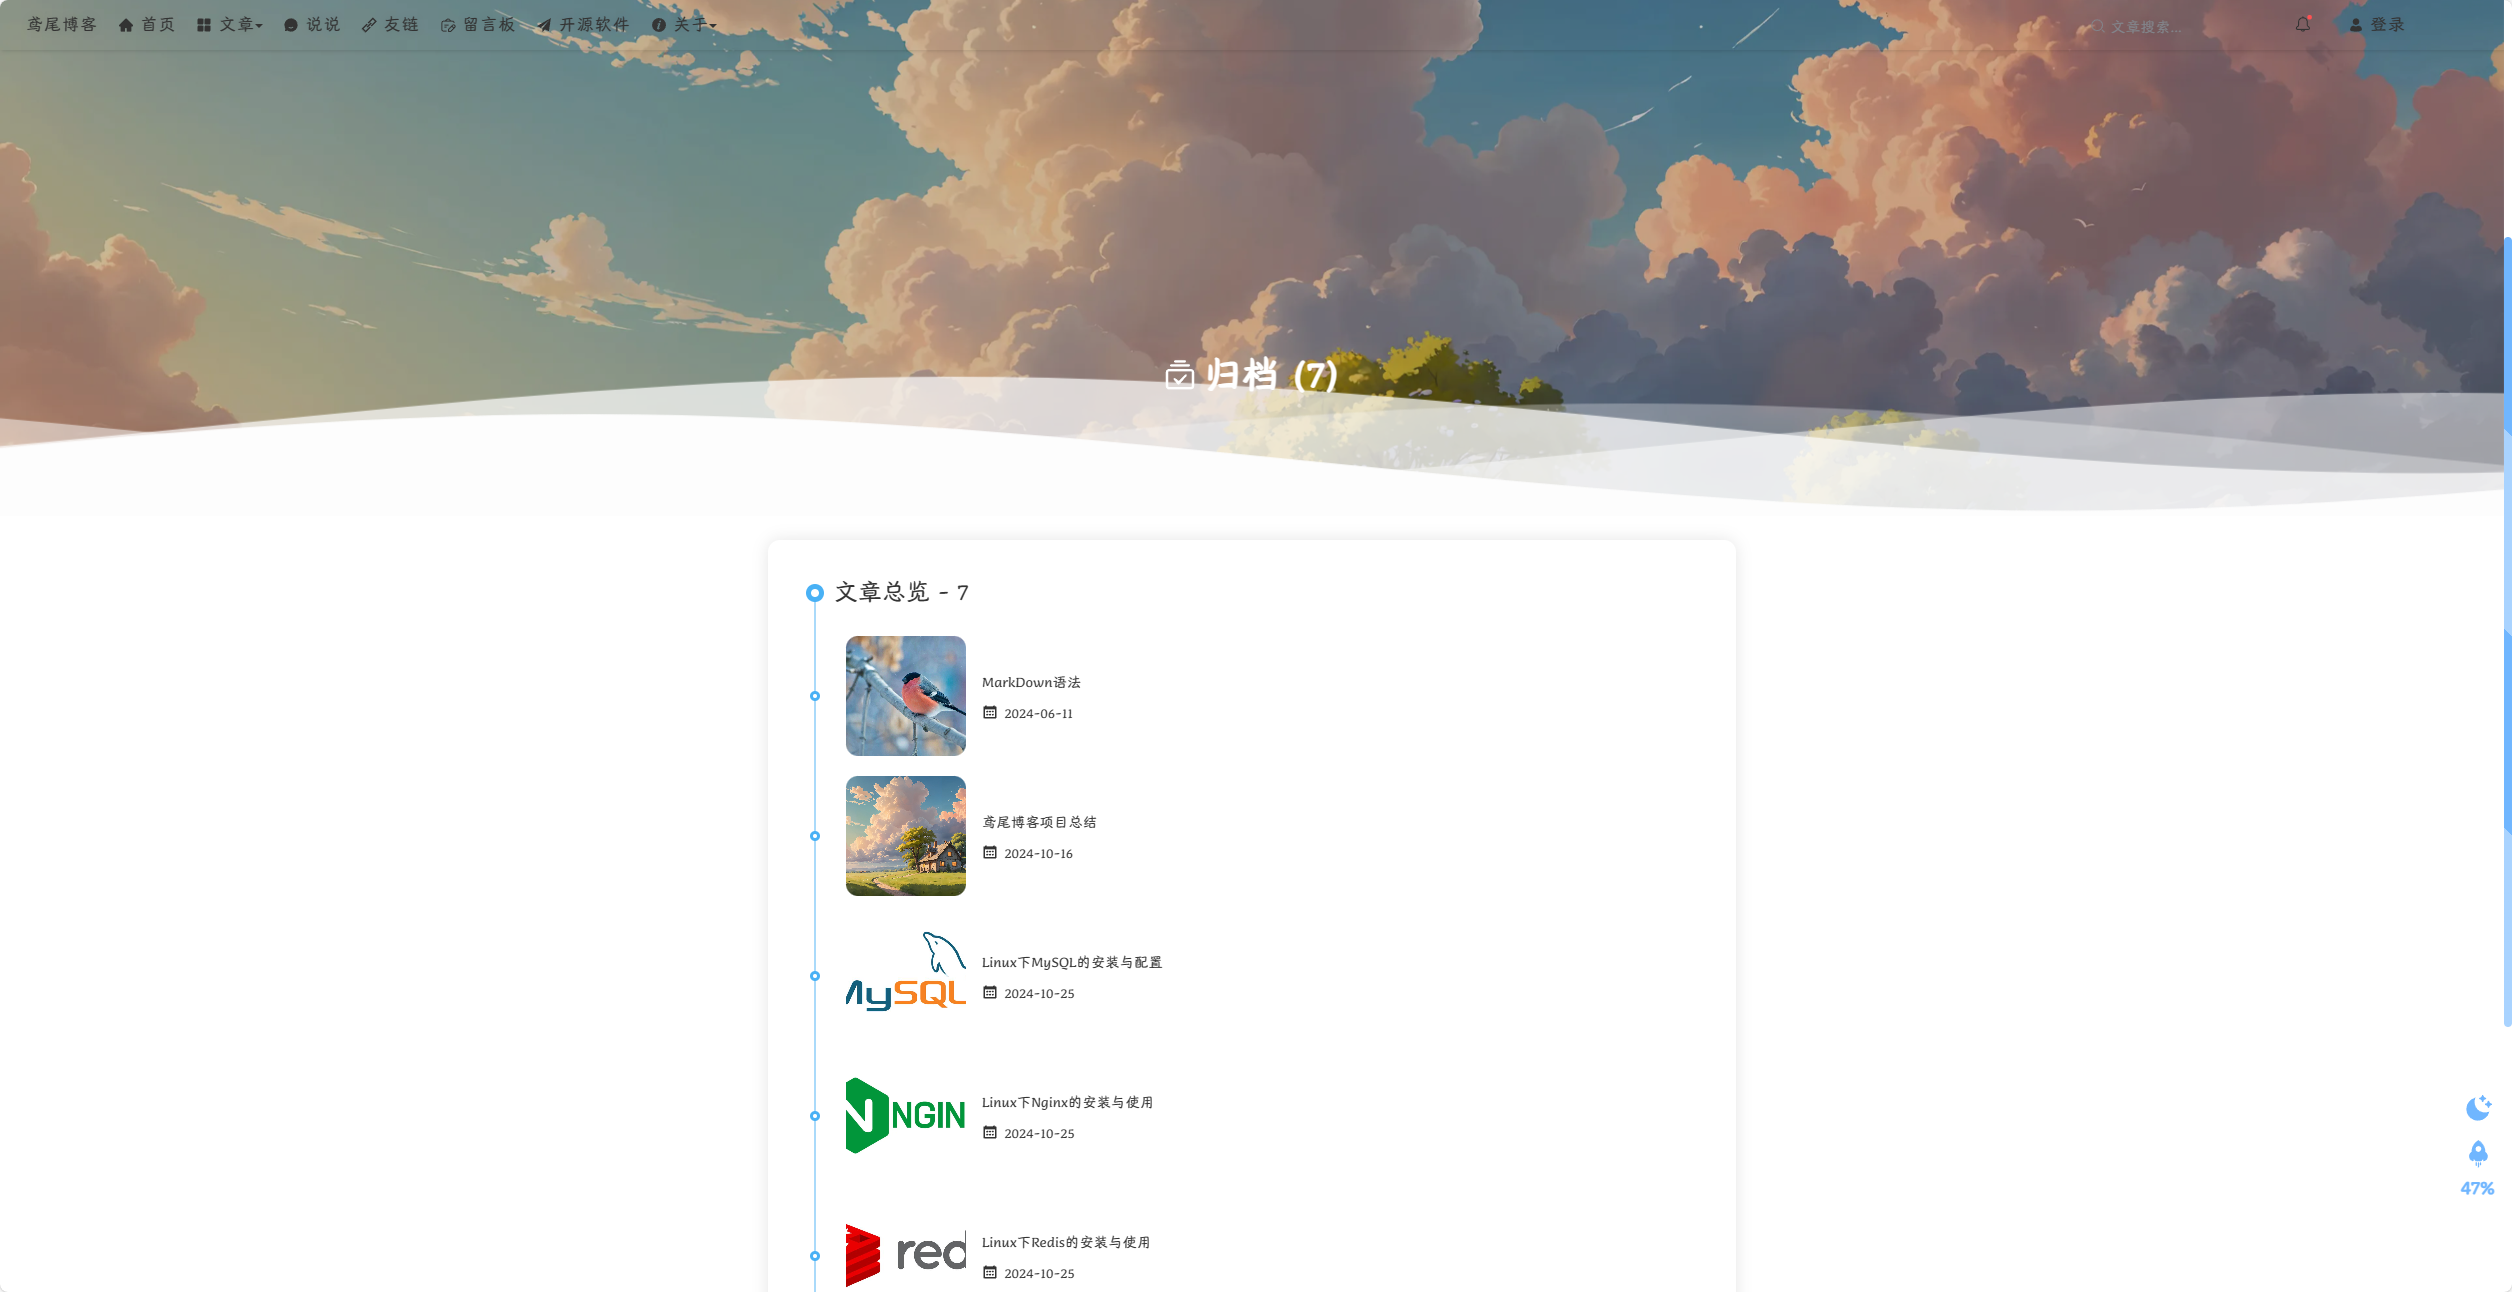 鸢尾博客 首页 文章 说说 友链 留言板 开源软件 关于 文章搜索... 登录
归档 (7)
文章总览 - 7
MarkDown语法
2024-06-11
鸢尾博客项目总结
2024-10-16
MySQL
Linux下MySQL的安装与配置
2024-10-25
NGIN
Linux下Nginx的安装与使用
2024-10-25
red
Linux下Redis的安装与使用
2024-10-25
47%